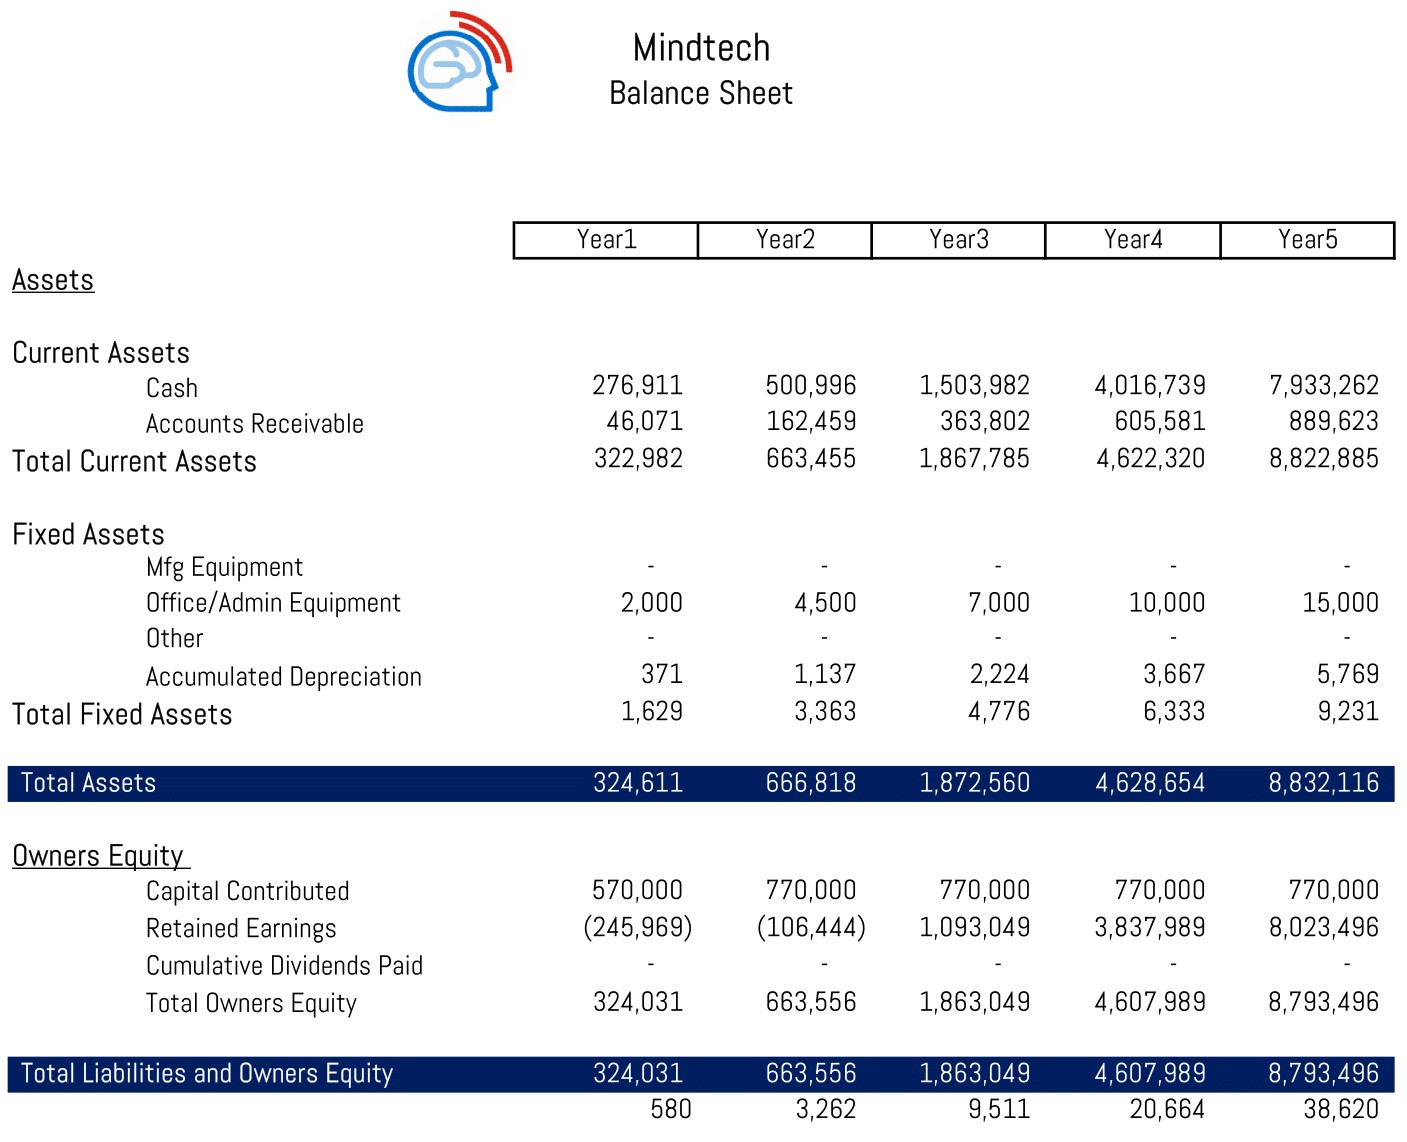 Mindtech
Balance Sheet
Year1 Year2 Year3 Year4 Year5
Assets
Current Assets
Cash 276,911 500,996 1,503,982 4,016,739 7,933,262
Accounts Receivable 46,071 162,459 363,802 605,581 889,623
Total Current Assets 322,982 663,455 1,867,785 4,622,320 8,822,885
Fixed Assets
Mfg Equipment - - - - -
Office/Admin Equipment 2,000 4,500 7,000 10,000 15,000
Other - - - - -
Accumulated Depreciation 371 1,137 2,224 3,667 5,769
Total Fixed Assets 1,629 3,363 4,776 6,333 9,231
Total Assets 324,611 666,818 1,872,560 4,628,654 8,832,116
Owners Equity
Capital Contributed 570,000 770,000 770,000 770,000 770,000
Retained Earnings (245,969) (106,444) 1,093,049 3,837,989 8,023,496
Cumulative Dividends Paid - - - - -
Total Owners Equity 324,031 663,556 1,863,049 4,607,989 8,793,496
Total Liabilities and Owners Equity 324,031 663,556 1,863,049 4,607,989 8,793,496
580 3,262 9,511 20,664 38,620